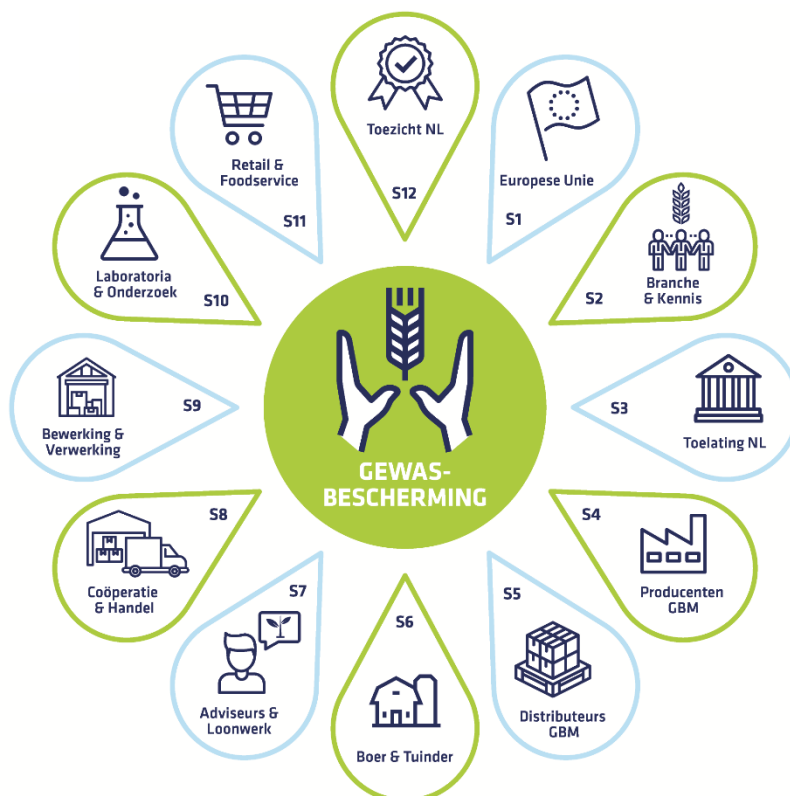 Toezicht NL
S12
Europese Unie
S1
Branche
& Kennis
S2
Toelating NL
S3
Producenten
GBM
S4
Distributeurs
GBM
S5
Boer & Tuinder
S6
Adviseurs &
Loonwerk
S7
Coöperatie
& Handel
S8
Bewerking &
Verwerking
S9
Laboratoria
& Onderzoek
S10
Retail &
Foodservice
S11
GEWAS-
BESCHERMING